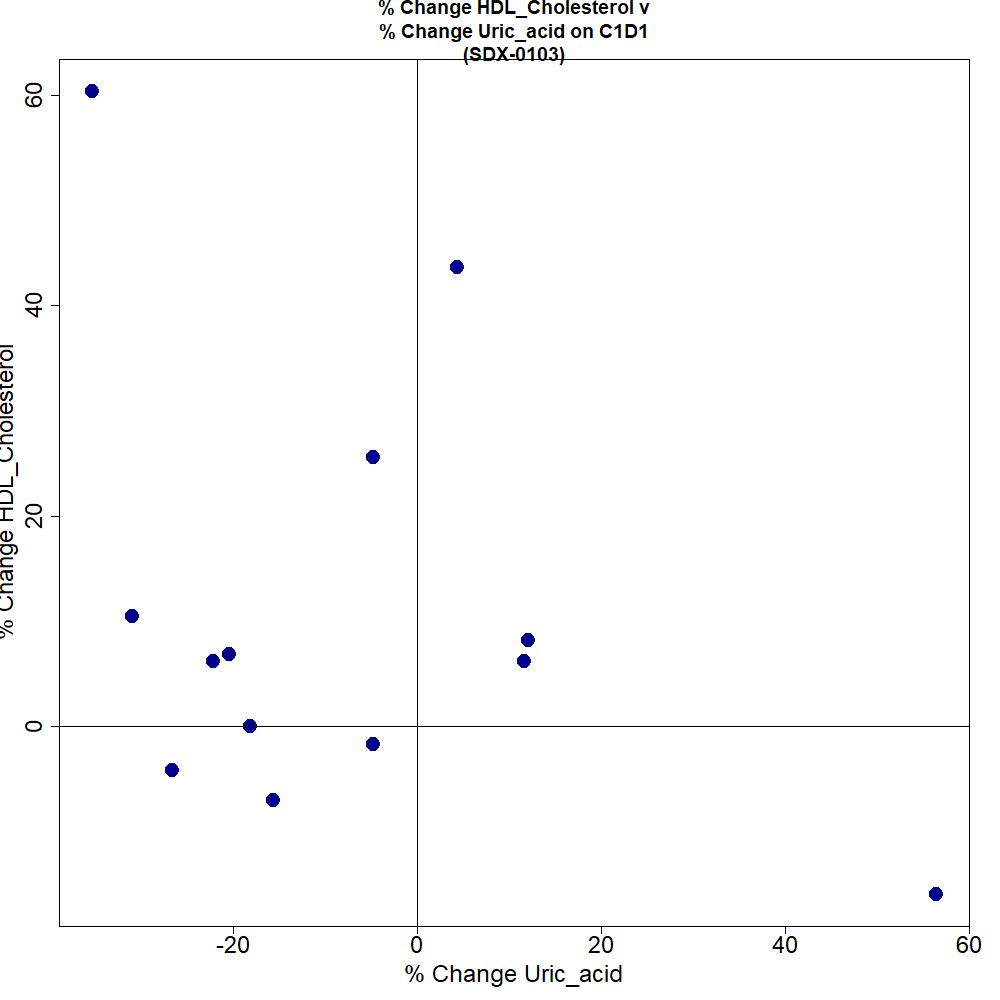 % Change HDL_Cholesterol v
% Change Uric_acid on C1D1
(SDX-0103)
60
40
20
0
% Change HDL_Cholesterol
-20
0
20
40
60
% Change Uric_acid